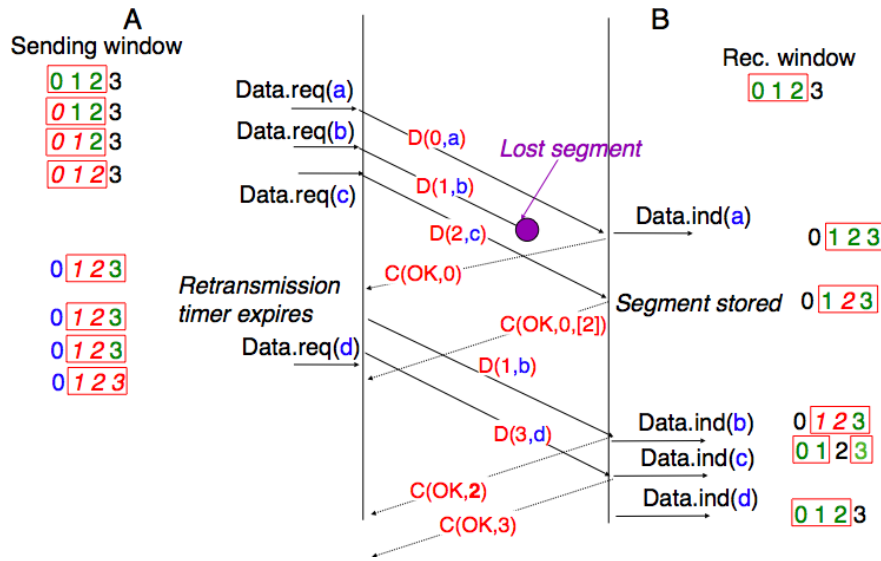 A
B
Sending window
Rec. window
0 1 2 3
0 1 2 3
Data.req(a)
0 1 2 3
Data.req(b)
D(0,a)
Lost segment
0 1 2 3
0 1 2 3
D(1,b)
Data.req(c)
D(2,c)
Data.ind(a)
0 1 2 3
0 1 2 3
C(OK,0)
Retransmission
timer expires
Segment stored
0 1 2 3
0 1 2 3
C(OK,0,[2])
Data.req(d)
0 1 2 3
D(1,b)
0 1 2 3
D(3,d)
Data.ind(b)
0 1 2 3
0 1 2 3
Data.ind(c)
C(OK,2)
Data.ind(d)
0 1 2 3
C(OK,3)